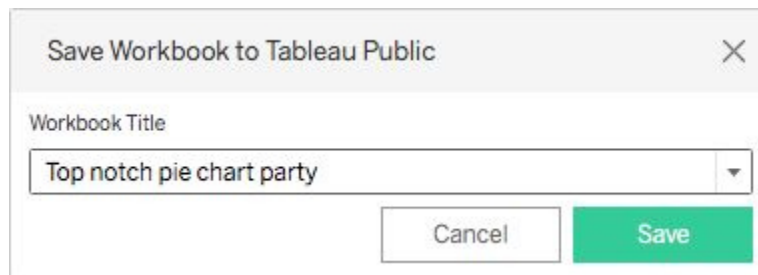 Save Workbook to Tableau Public
Workbook Title
Top notch pie chart party
Cancel Save